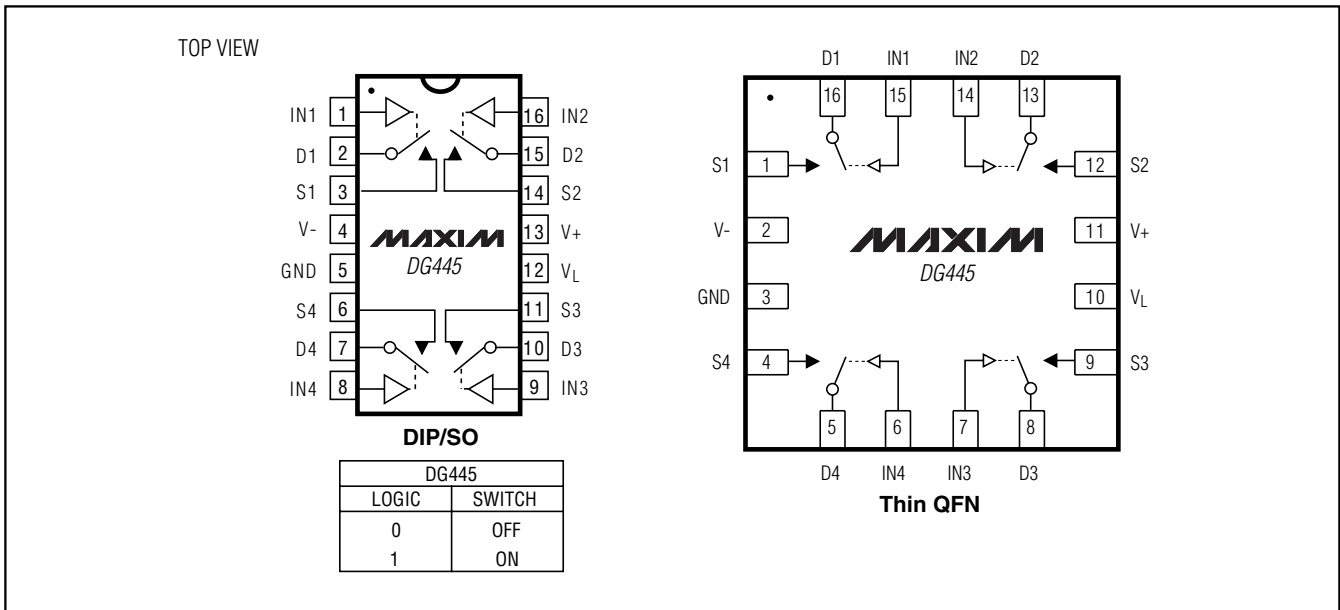 TOP VIEW
IN1 1 16 IN2
D1 2 15 D2
S1 3 14 S2
V- 4 13 V+
MAXIM
DG445
GND 5 12 VL
S4 6 11 S3
D4 7 10 D3
IN4 8 9 IN3
DIP/SO
DG445
LOGIC SWITCH
0 OFF
1 ON
D1 IN1 IN2 D2
16 15 14 13
S1 1 12 S2
V- 2 11 V+
MAXIM
DG445
GND 3 10 VL
S4 4 9 S3
5 6 7 8
D4 IN4 IN3 D3
Thin QFN